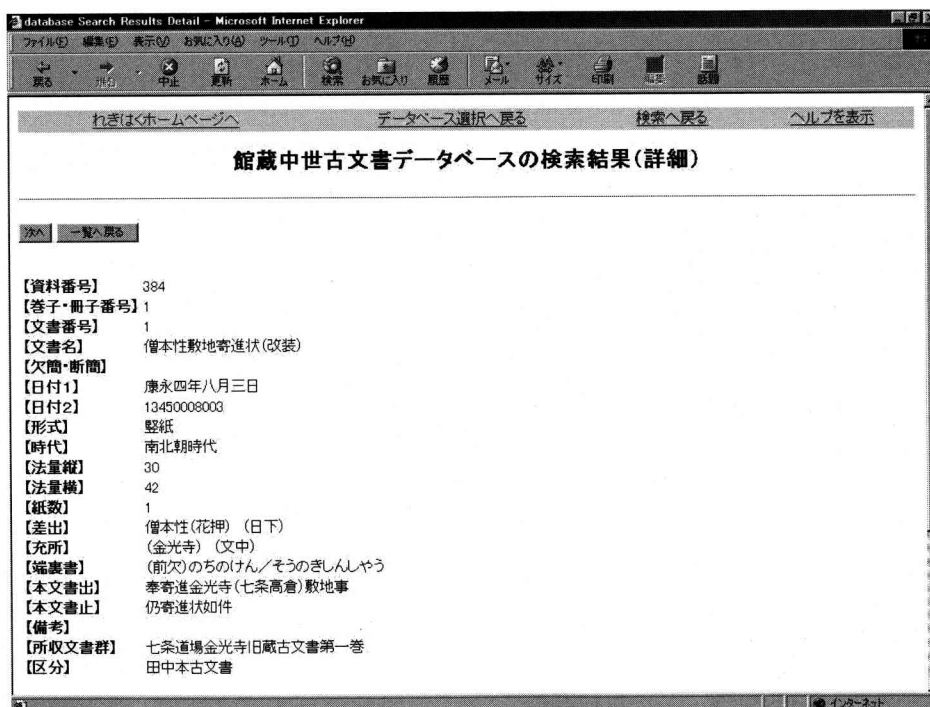 database Search Results Detail - Microsoft Internet Explorer
ファイル(F) 編集(E) 表示(V) お気に入り(A) ツール(T) ヘルプ(H)
戻る 中止 更新 ホーム 検索 お気に入り 履歴 メール サイズ 印刷 編集
れきはくホームページへ データベース選択へ戻る 検索へ戻る ヘルプを表示
館蔵中世古文書データベースの検索結果(詳細)
次へ 一覧へ戻る
【資料番号】 384
【巻子・冊子番号】 1
【文書番号】 1
【文書名】 僧本性敷地寄進状(改装)
【欠簡・断簡】
【日付1】 康永四年八月三日
【日付2】 13450008003
【形式】 竪紙
【時代】 南北朝時代
【法量縦】 30
【法量横】 42
【紙数】 1
【差出】 僧本性(花押) (日下)
【充所】 (金光寺) (文中)
【端裏書】 (前欠)のちのけん/そうのきしんしやう
【本文書出】 奉寄進金光寺(七条高倉)敷地事
【本文書止】 仍寄進状如件
【備考】
【所収文書群】 七条道場金光寺旧蔵古文書第一巻
【区分】 田中本古文書
インターネット